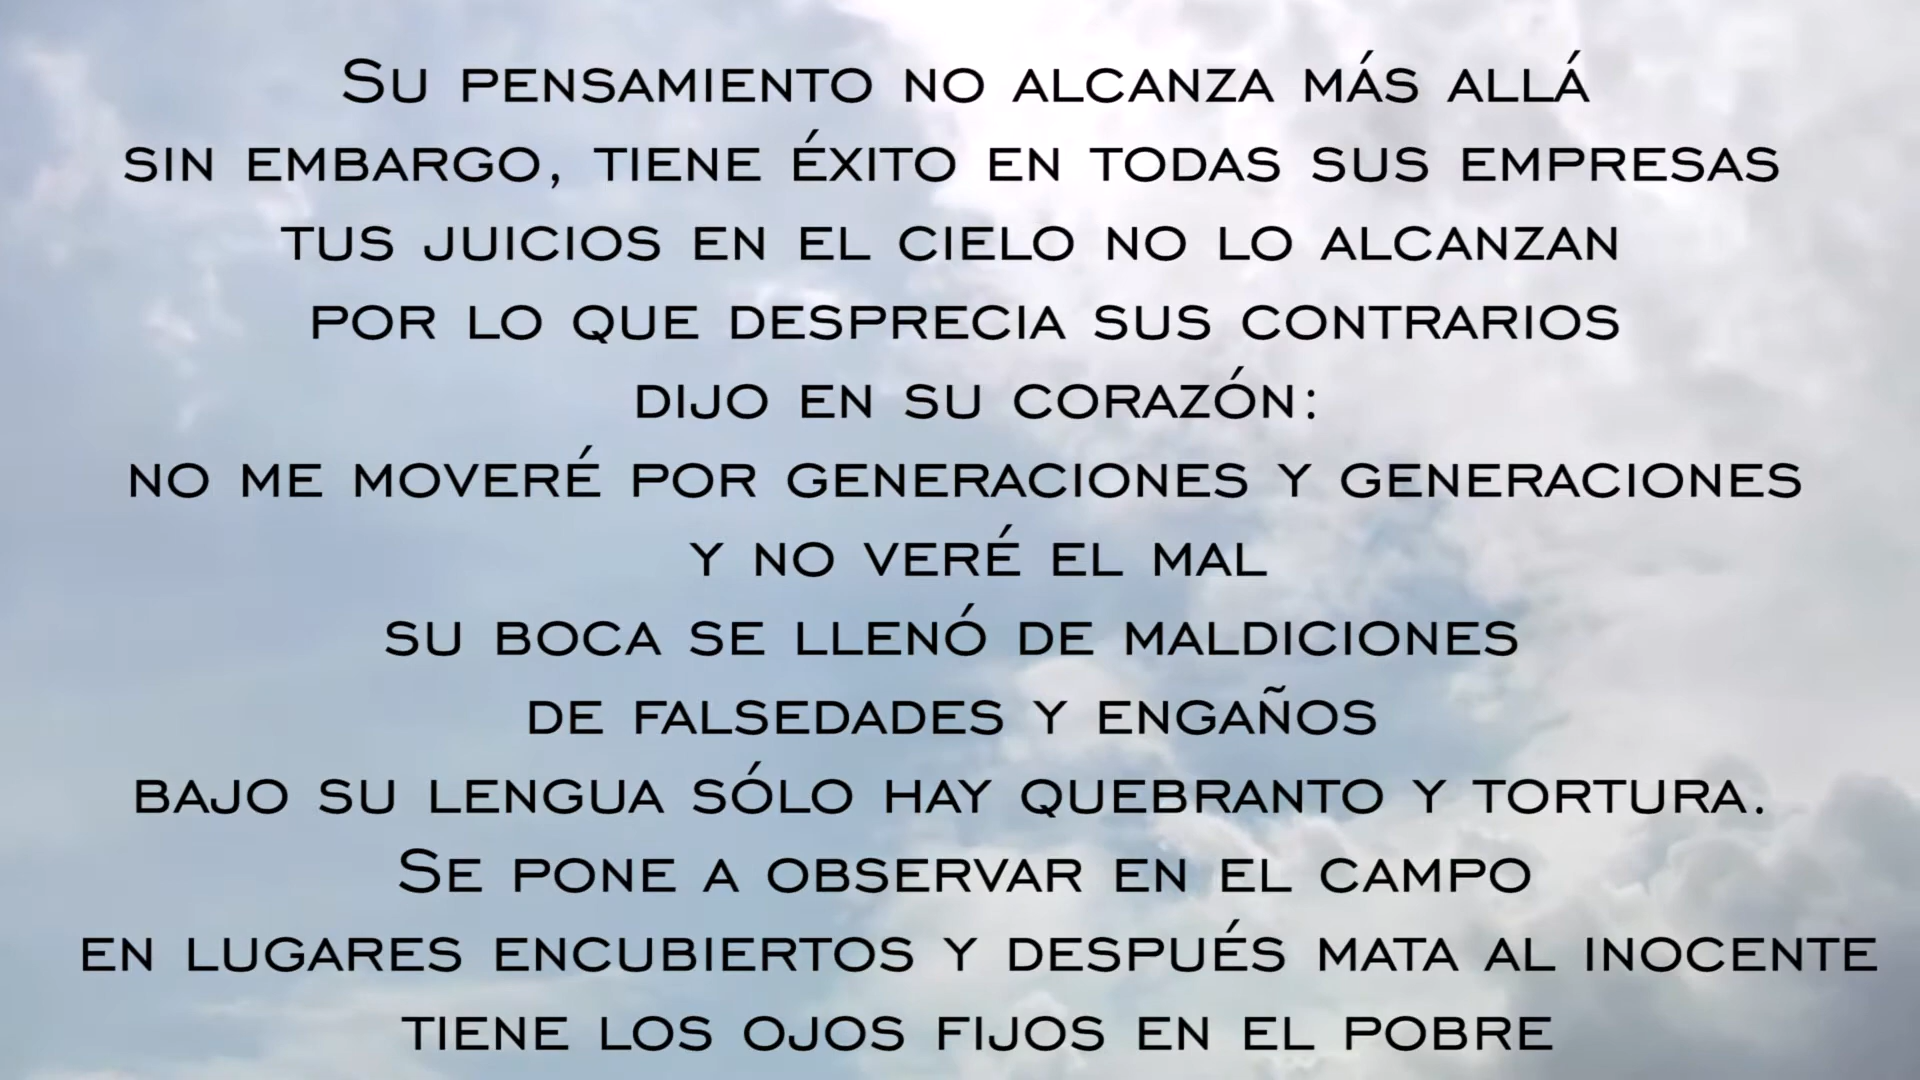 Su pensamiento no alcanza más allá
sin embargo, tiene éxito en todas sus empresas
tus juicios en el cielo no lo alcanzan
por lo que desprecia sus contrarios
dijo en su corazón:
no me moveré por generaciones y generaciones
y no veré el mal
su boca se llenó de maldiciones
de falsedades y engaños
bajo su lengua sólo hay quebranto y tortura.
Se pone a observar en el campo
en lugares encubiertos y después mata al inocente
tiene los ojos fijos en el pobre